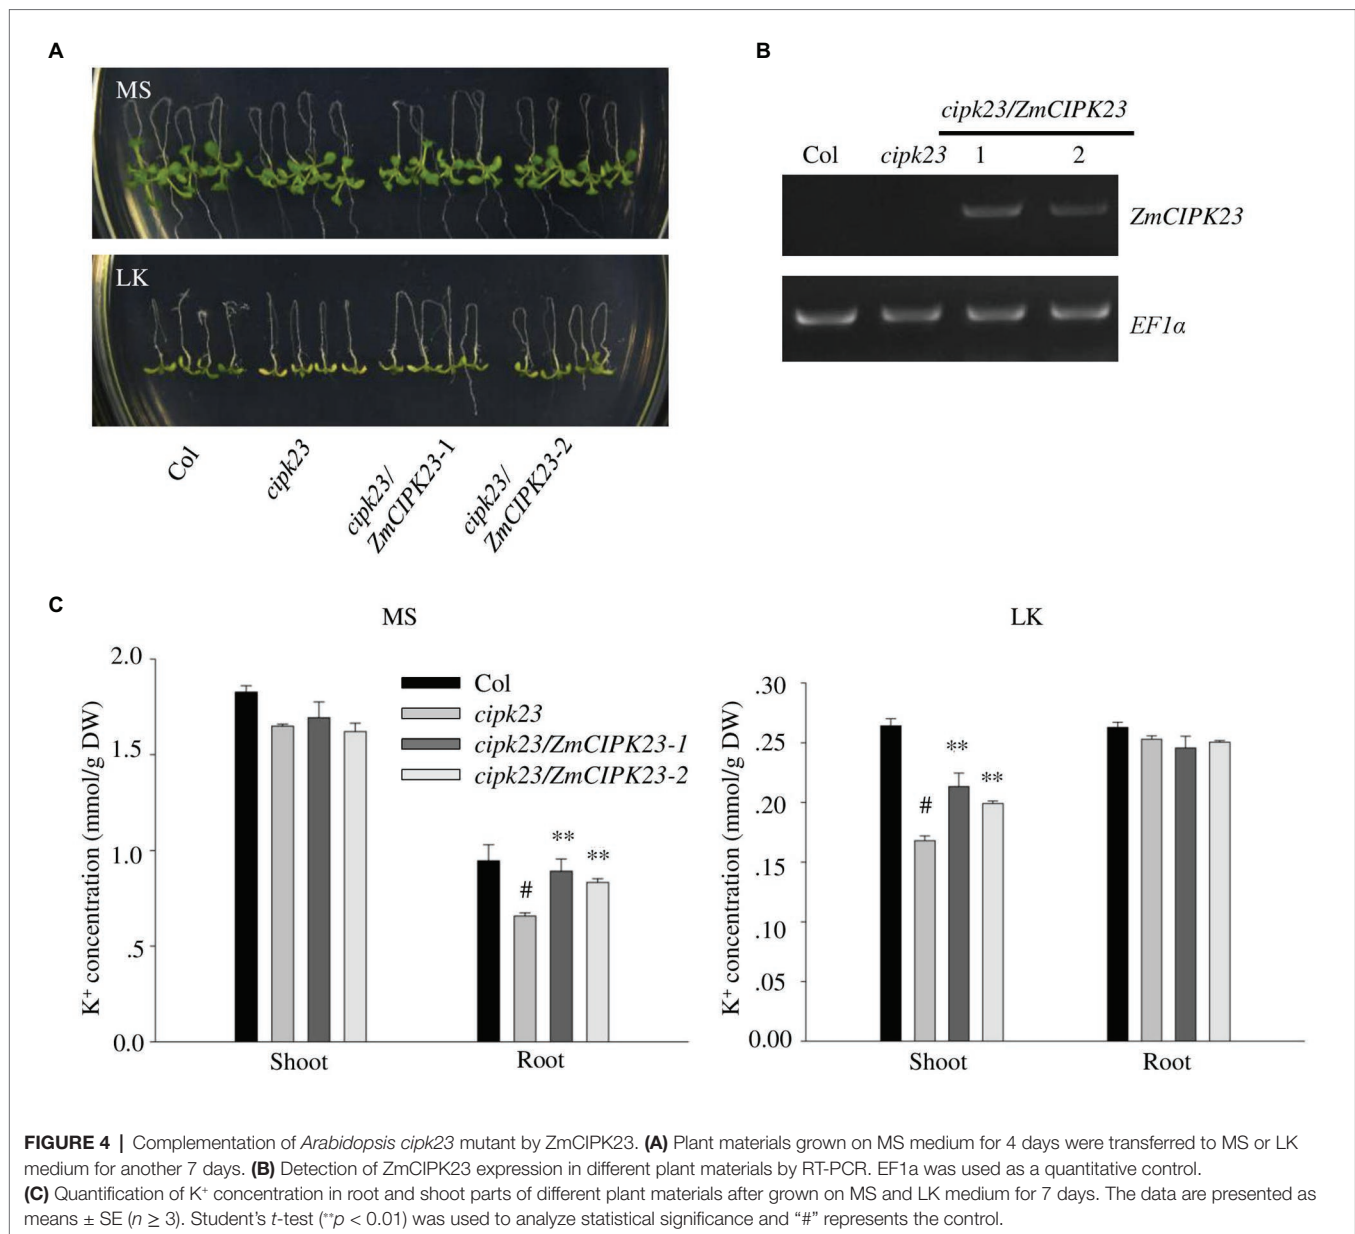 A
MS
LK
Col
cipk23
cipk23/
ZmCIPK23-1
cipk23/
ZmCIPK23-2
B
cipk23/ZmCIPK23
Col cipk23 1 2
ZmCIPK23
EF1α
C
MS
K⁺ concentration (mmol/g DW)
2.0
1.5
1.0
.5
0.0
Col
cipk23
cipk23/ZmCIPK23-1
cipk23/ZmCIPK23-2
#
**
**
Shoot Root
LK
K⁺ concentration (mmol/g DW)
.30
.25
.20
.15
.10
.05
0.00
#
**
**
Shoot Root
FIGURE 4 | Complementation of Arabidopsis cipk23 mutant by ZmCIPK23. (A) Plant materials grown on MS medium for 4 days were transferred to MS or LK
medium for another 7 days. (B) Detection of ZmCIPK23 expression in different plant materials by RT-PCR. EF1a was used as a quantitative control.
(C) Quantification of K⁺ concentration in root and shoot parts of different plant materials after grown on MS and LK medium for 7 days. The data are presented as
means ± SE (n ≥ 3). Student’s t-test (**p < 0.01) was used to analyze statistical significance and “#” represents the control.